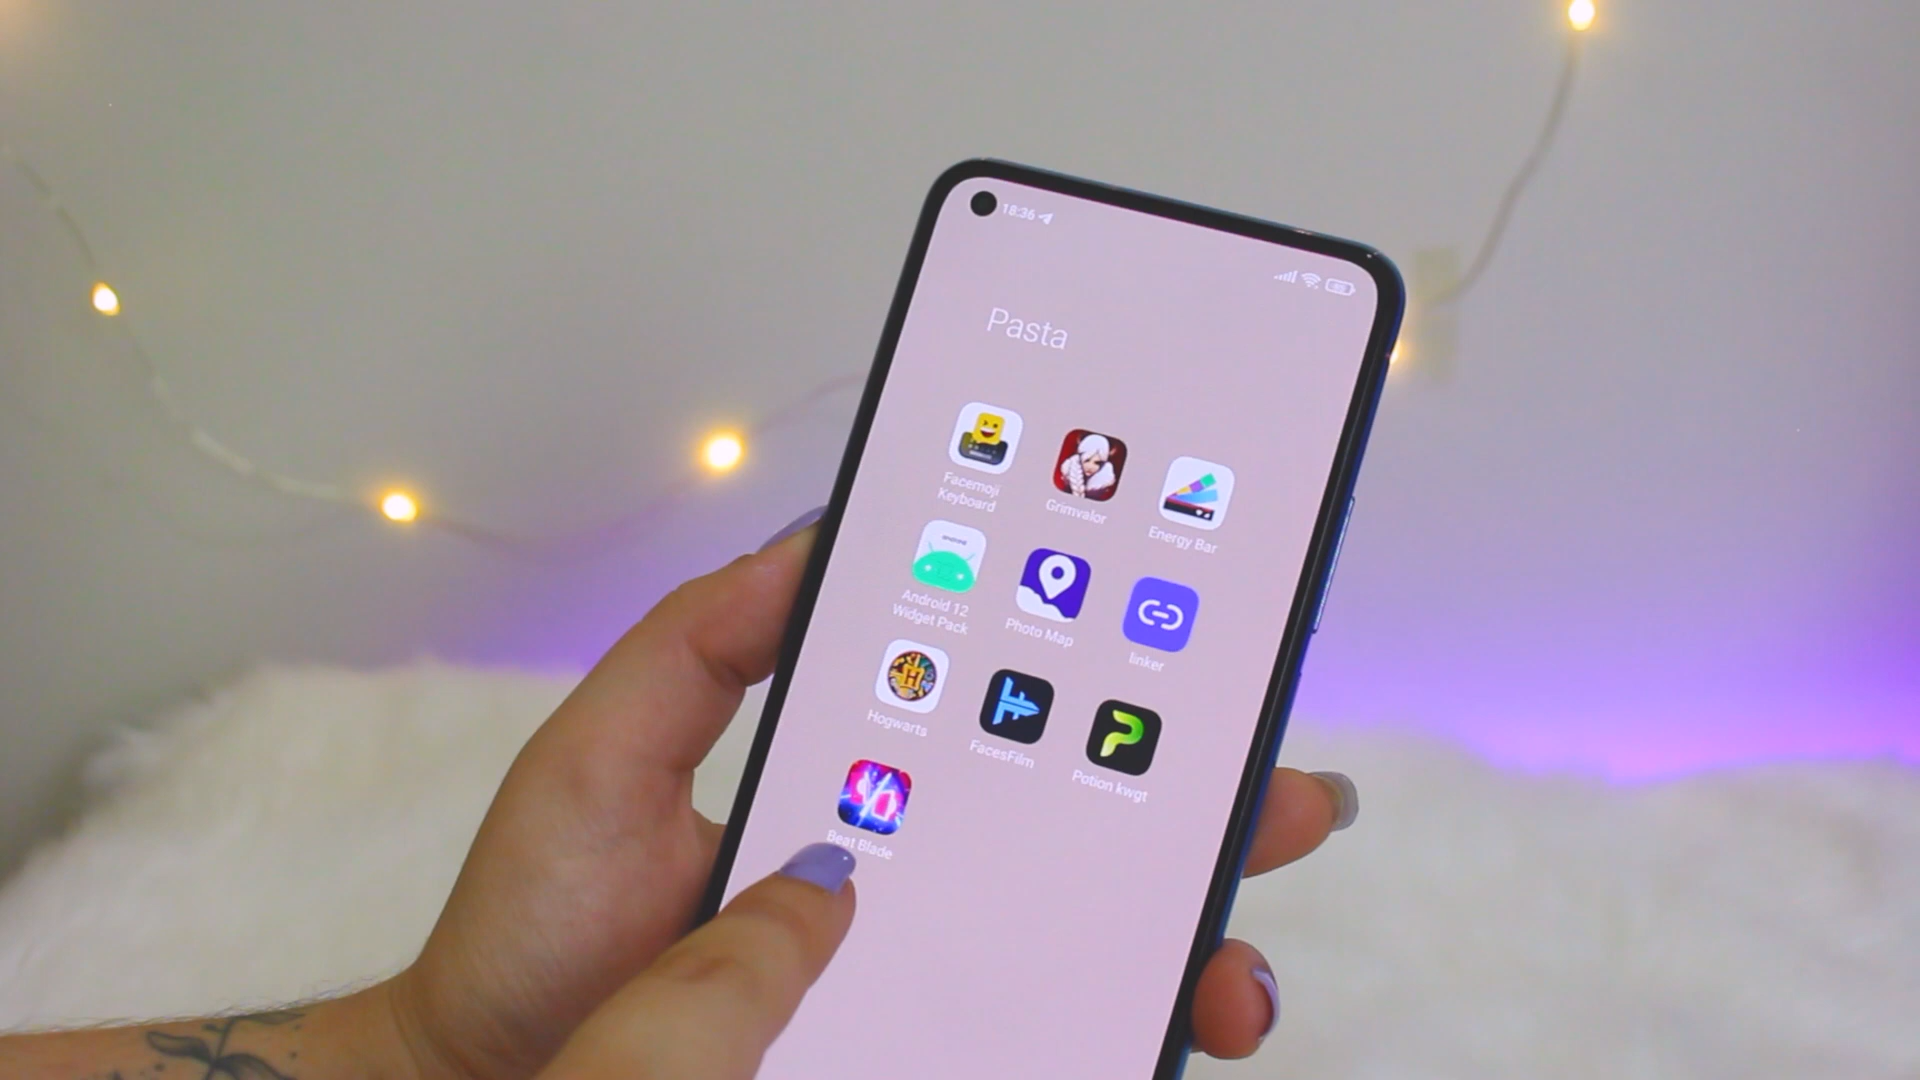 18:36
Pasta
Facemoji
Keyboard
Grimvalor
Energy Bar
android
Android 12
Widget Pack
Photo Map
linker
Hogwarts
FacesFilm
Potion kwgt
Beat Blade